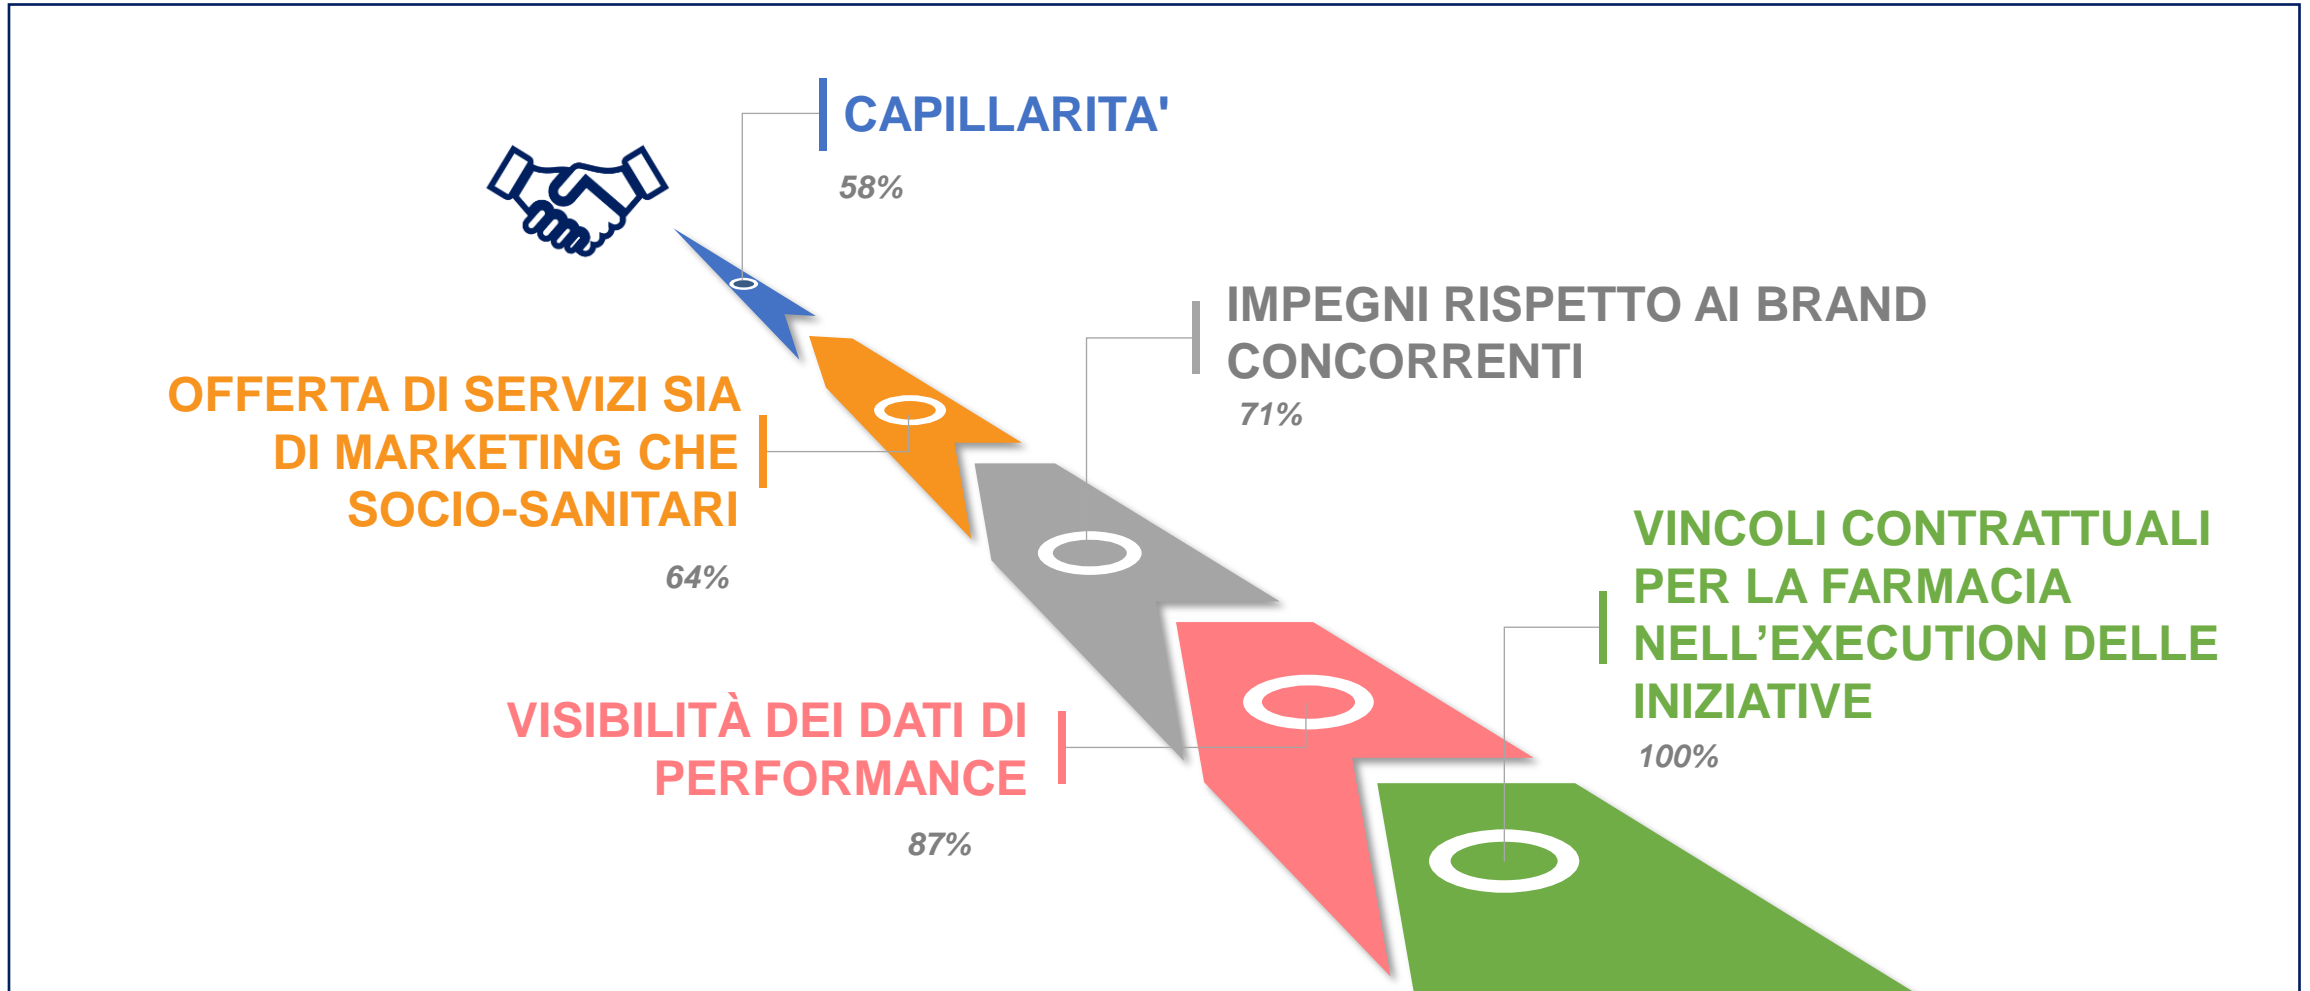 CAPILLARITA'
58%
IMPEGNI RISPETTO AI BRAND
CONCORRENTI
71%
OFFERTA DI SERVIZI SIA
DI MARKETING CHE
SOCIO-SANITARI
64%
VINCOLI CONTRATTUALI
PER LA FARMACIA
NELL’EXECUTION DELLE
INIZIATIVE
100%
VISIBILITÀ DEI DATI DI
PERFORMANCE
87%